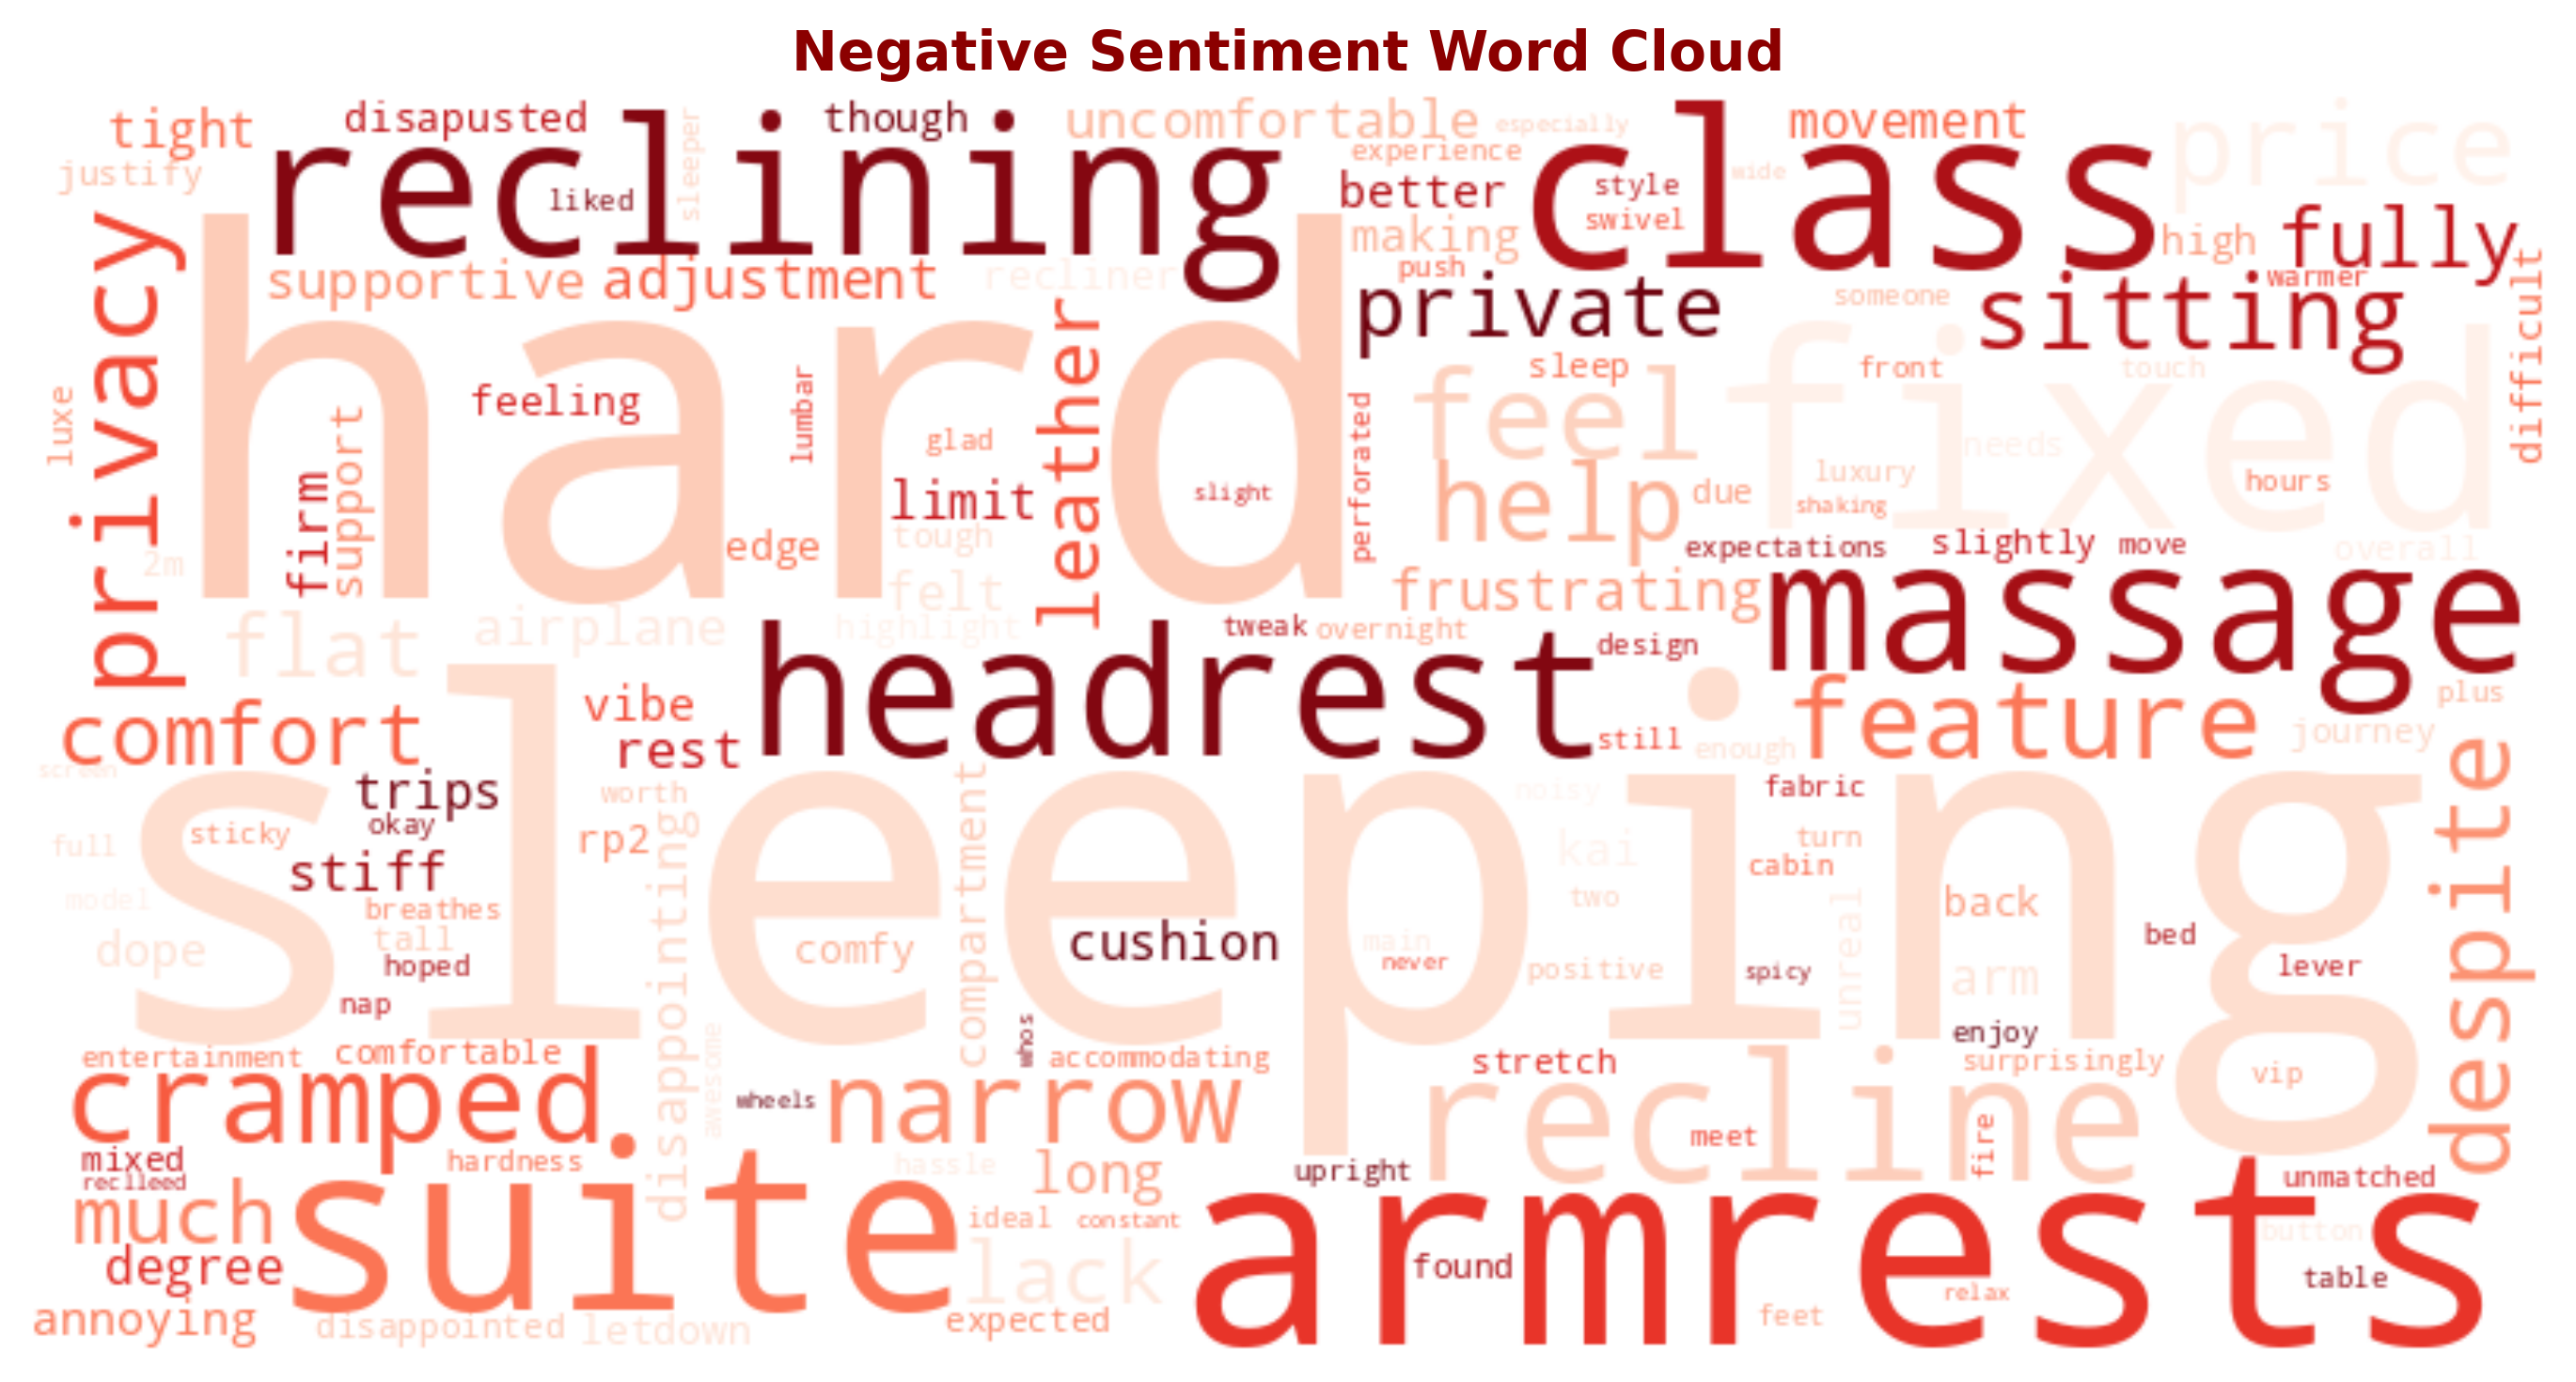 Negative Sentiment Word Cloud
tight
disapusted
though
uncomfortable
especially
movement
price
justify
reclining
liked
sleeper
experience
class
wide
better
style
swivel
privacy
supportive
adjustment
recliner
making
push
high
fully
warmer
difficult
private
someone
sitting
hard
leather
feeling
lumbar
luxe
support
firm
glad
limit
slight
perforated
sleep
front
touch
feel
fixed
needs
help
due
luxury
shaking
hours
2m
edge
tough
felt
highlight
frustrating
expectations
slightly
move
overall
flat
airplane
tweak
overnight
design
massage
headrest
comfort
vibe
rest
still
enough
feature
plus
journey
despite
screen
trips
okay
worth
rp2
sleeping
noisy
fabric
full
sticky
stiff
disappointing
compartment
kai
turn
cabin
model
breathes
tall
two
unreal
back
dope
hoped
comfy
cushion
main
never
positive
spicy
arm
bed
lever
nap
awesome
whos
enjoy
entertainment
comfortable
accommodating
stretch
surprisingly
vip
cramped
wheels
narrow
recline
meet
fire
mixed
reclleed
hardness
hassle
long
upright
unmatched
much
suite
ideal
constant
armrests
button
degree
lack
found
table
annoying
disappointed
letdown
expected
feet
relax